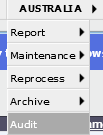 AUSTRALIA
Report
Maintenance
Reprocess
Archive
Audit